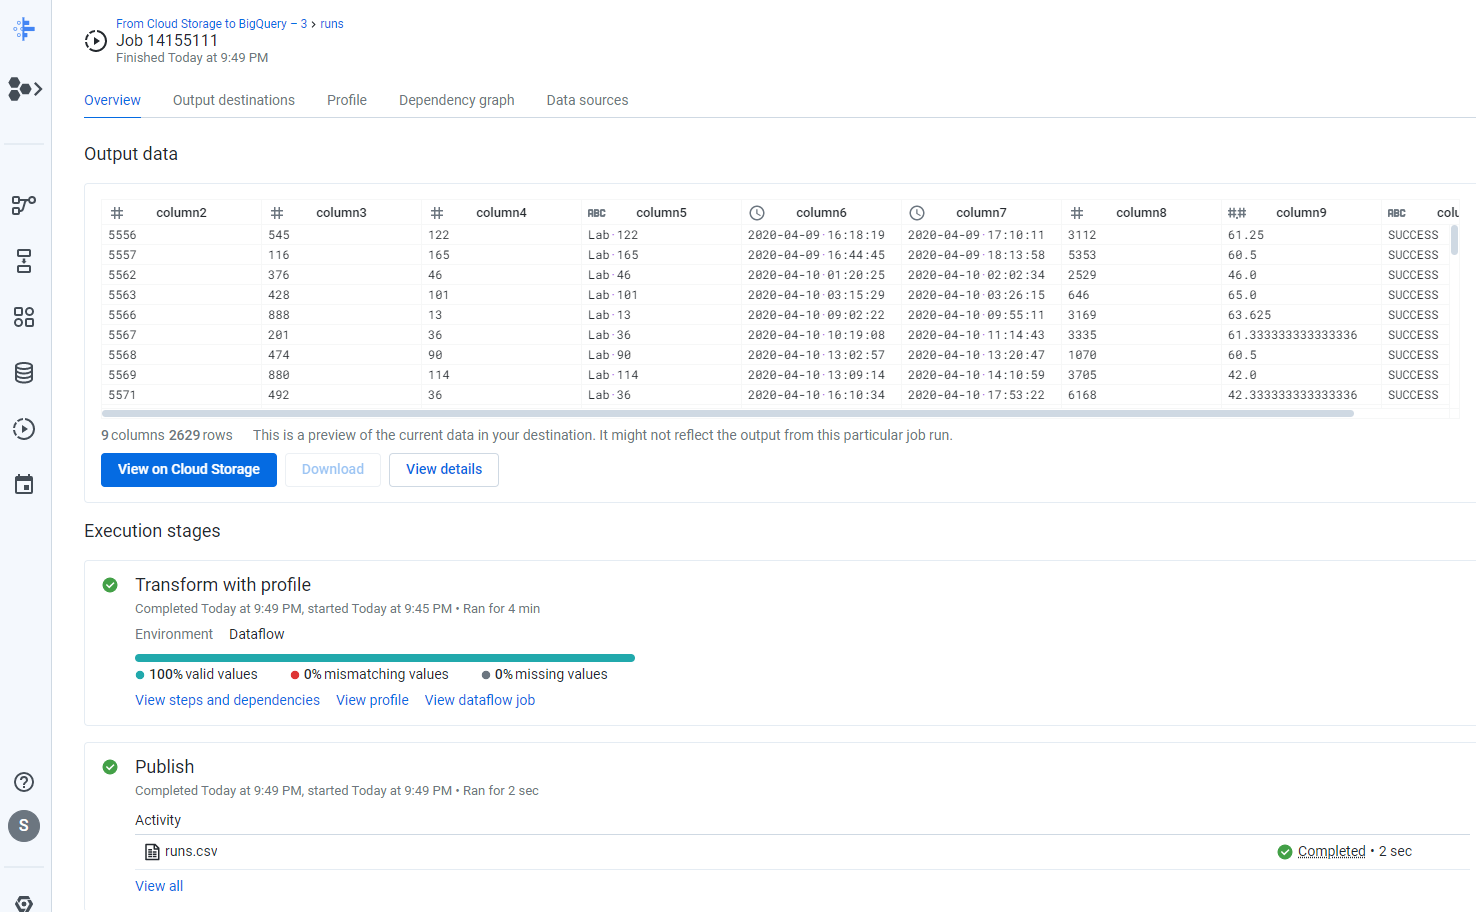 From Cloud Storage to BigQuery – 3 › runs
Job 14155111
Finished Today at 9:49 PM
Overview Output destinations Profile Dependency graph Data sources
Output data
# column2 # column3 # column4 ABC column5 column6 column7 # column8 #.# column9 ABC colu
5556 545 122 Lab·122 2020-04-09·16:18:19 2020-04-09·17:10:11 3112 61.25 SUCCESS
5557 116 165 Lab·165 2020-04-09·16:44:45 2020-04-09·18:13:58 5353 60.5 SUCCESS
5562 376 46 Lab·46 2020-04-10·01:20:25 2020-04-10·02:02:34 2529 46.0 SUCCESS
5563 428 101 Lab·101 2020-04-10·03:15:29 2020-04-10·03:26:15 646 65.0 SUCCESS
5566 888 13 Lab·13 2020-04-10·09:02:22 2020-04-10·09:55:11 3169 63.625 SUCCESS
5567 201 36 Lab·36 2020-04-10·10:19:08 2020-04-10·11:14:43 3335 61.333333333333336 SUCCESS
5568 474 90 Lab·90 2020-04-10·13:02:57 2020-04-10·13:20:47 1070 60.5 SUCCESS
5569 880 114 Lab·114 2020-04-10·13:09:14 2020-04-10·14:10:59 3705 42.0 SUCCESS
5571 492 36 Lab·36 2020-04-10·16:10:34 2020-04-10·17:53:22 6168 42.333333333333336 SUCCESS
9 columns 2629 rows This is a preview of the current data in your destination. It might not reflect the output from this particular job run.
View on Cloud Storage Download View details
Execution stages
Transform with profile
Completed Today at 9:49 PM, started Today at 9:45 PM • Ran for 4 min
Environment Dataflow
100% valid values 0% mismatching values 0% missing values
View steps and dependencies View profile View dataflow job
Publish
Completed Today at 9:49 PM, started Today at 9:49 PM • Ran for 2 sec
Activity
S
runs.csv Completed • 2 sec
View all